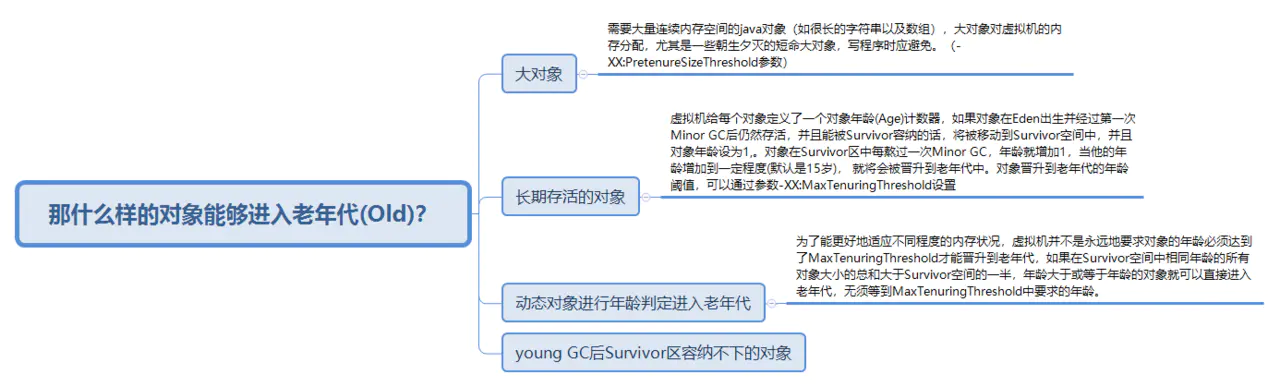 需要大量连续内存空间的java对象（如很长的字符串以及数组），大对象对虚拟机的内
存分配，尤其是一些朝生夕灭的短命大对象，写程序时应避免。（-
XX:PretenureSizeThreshold参数）
大对象
虚拟机给每个对象定义了一个对象年龄(Age)计数器，如果对象在Eden出生并经过第一次
Minor GC后仍然存活，并且能被Survivor容纳的话，将被移动到Survivor空间中，并且
对象年龄设为1,。对象在Survivor区中每熬过一次Minor GC，年龄就增加1，当他的年
龄增加到一定程度(默认是15岁)， 就将会被晋升到老年代中。对象晋升到老年代的年龄
阈值，可以通过参数-XX:MaxTenuringThreshold设置
长期存活的对象
那什么样的对象能够进入老年代(Old)?
为了能更好地适应不同程度的内存状况，虚拟机并不是永远地要求对象的年龄必须达到
了MaxTenuringThreshold才能晋升到老年代，如果在Survivor空间中相同年龄的所有
对象大小的总和大于Survivor空间的一半，年龄大于或等于年龄的对象就可以直接进入
老年代，无须等到MaxTenuringThreshold中要求的年龄。
动态对象进行年龄判定进入老年代
young GC后Survivor区容纳不下的对象